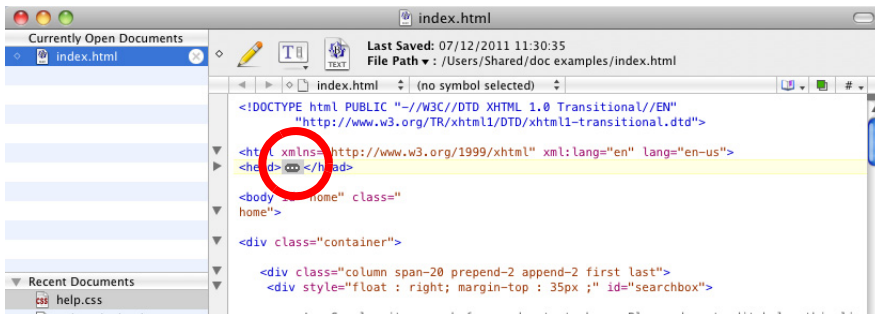 index.html
Currently Open Documents
index.html
TEXT
Last Saved: 07/12/2011 11:30:35
File Path ▾ : /Users/Shared/doc examples/index.html
index.html (no symbol selected) #
<!DOCTYPE html PUBLIC "-//W3C//DTD XHTML 1.0 Transitional//EN"
"http://www.w3.org/TR/xhtml1/DTD/xhtml1-transitional.dtd">
<html xmlns="http://www.w3.org/1999/xhtml" xml:lang="en" lang="en-us">
<head>•••</head>
<body id="home" class="
home">
<div class="container">
<div class="column span-20 prepend-2 append-2 first last">
<div style="float : right; margin-top : 35px ;" id="searchbox">
Recent Documents
css help.css